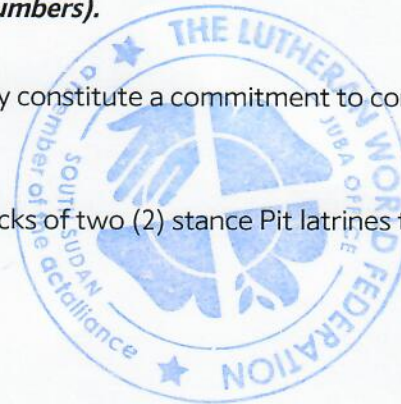 umbers).
y constitute a commitment to con
cks of two (2) stance Pit latrines f
THE LUTHERAN WORLD FEDERATION
a member of the actalliance
SOUTH SUDAN
JUBA OFFICE